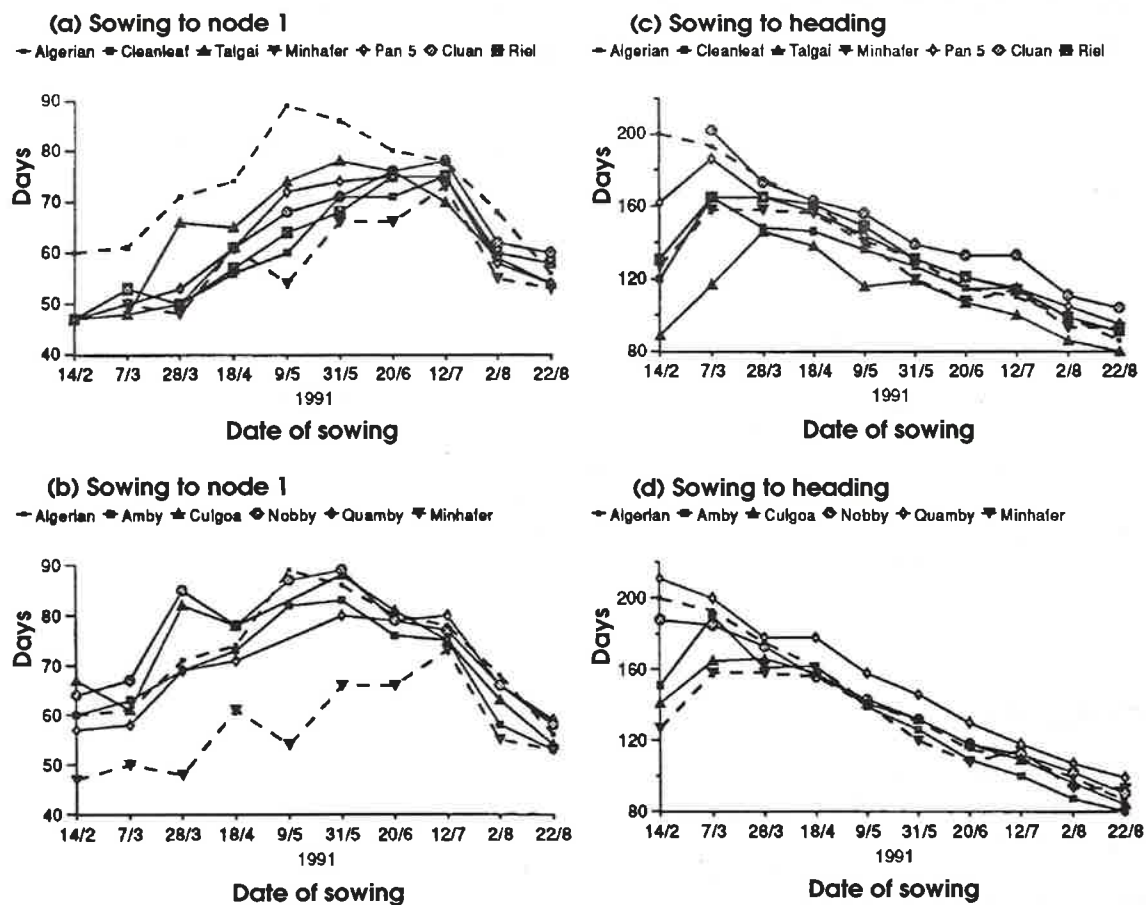 (a) Sowing to node 1
Algerian Cleanleaf Talgai Minhafer Pan 5 Cluan Riel
90
80
70
60
50
40
Days
14/2 7/3 28/3 18/4 9/5 31/5 20/6 12/7 2/8 22/8
1991
Date of sowing
(c) Sowing to heading
Algerian Cleanleaf Talgai Minhafer Pan 5 Cluan Riel
200
160
120
80
Days
14/2 7/3 28/3 18/4 9/5 31/5 20/6 12/7 2/8 22/8
1991
Date of sowing
(b) Sowing to node 1
Algerian Amby Culgoa Nobby Quamby Minhafer
90
80
70
60
50
40
Days
14/2 7/3 28/3 18/4 9/5 31/5 20/6 12/7 2/8 22/8
1991
Date of sowing
(d) Sowing to heading
Algerian Amby Culgoa Nobby Quamby Minhafer
200
160
120
80
Days
14/2 7/3 28/3 18/4 9/5 31/5 20/6 12/7 2/8 22/8
1991
Date of sowing